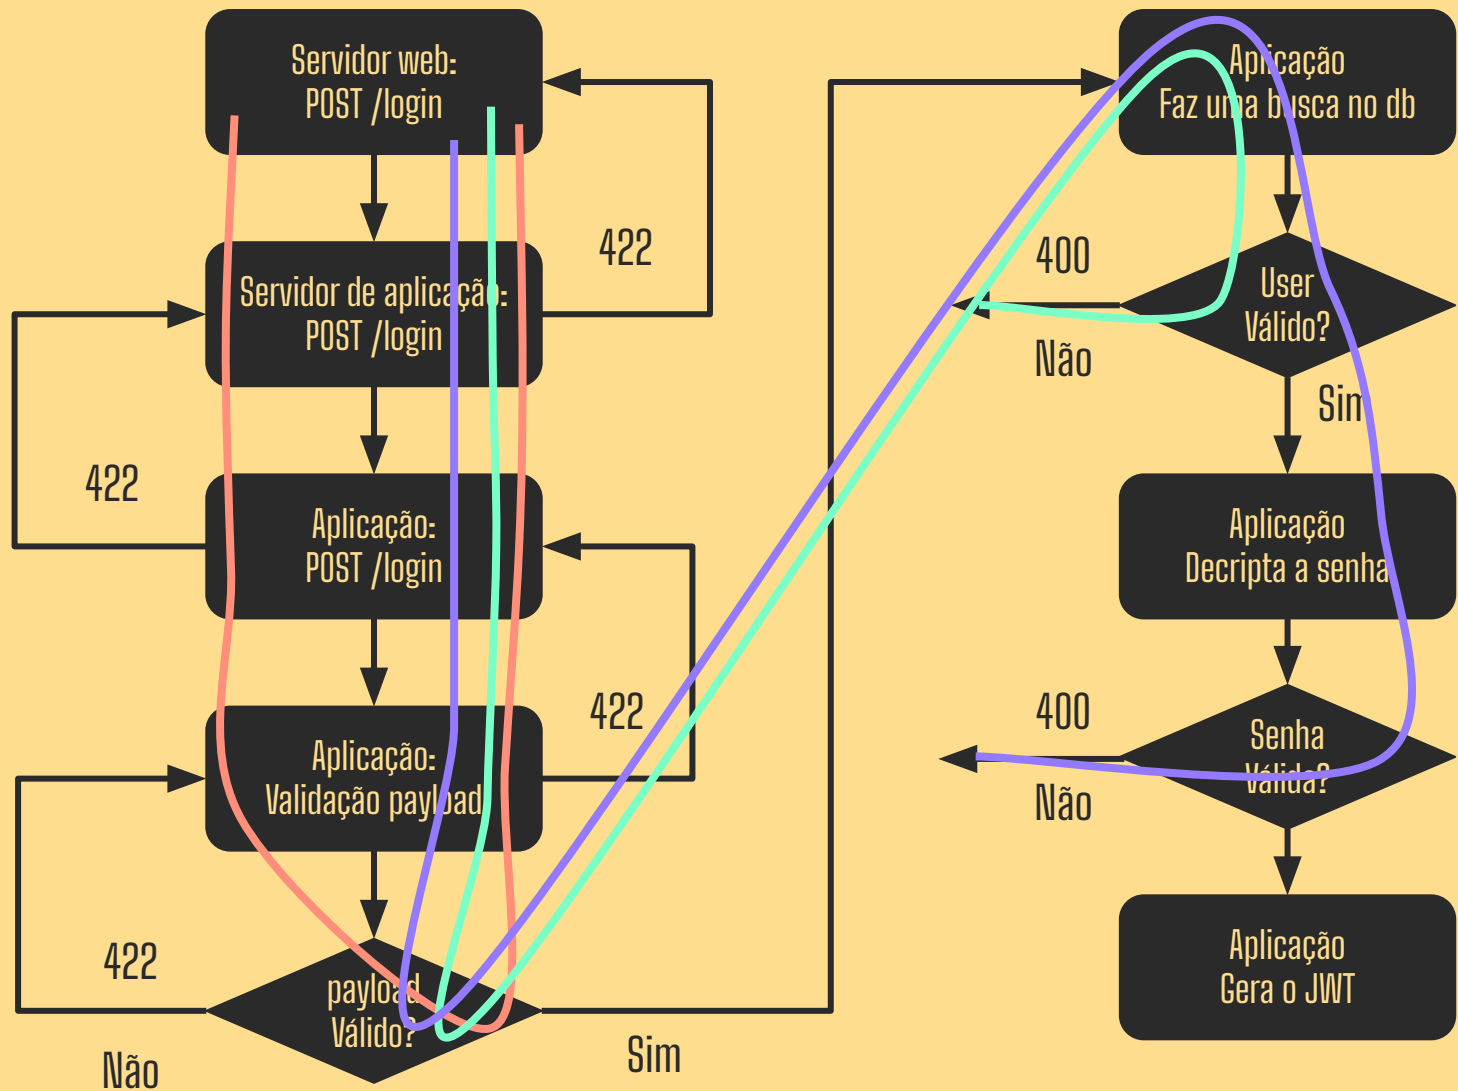 Servidor web:
POST /login
422
Servidor de aplicação:
POST /login
422
Aplicação:
POST /login
422
Aplicação:
Validação payload
422
payload
Válido?
Não
Sim
Aplicação
Faz uma busca no db
400
User
Válido?
Não
Sim
Aplicação
Decripta a senha
400
Senha
Válida?
Não
Aplicação
Gera o JWT